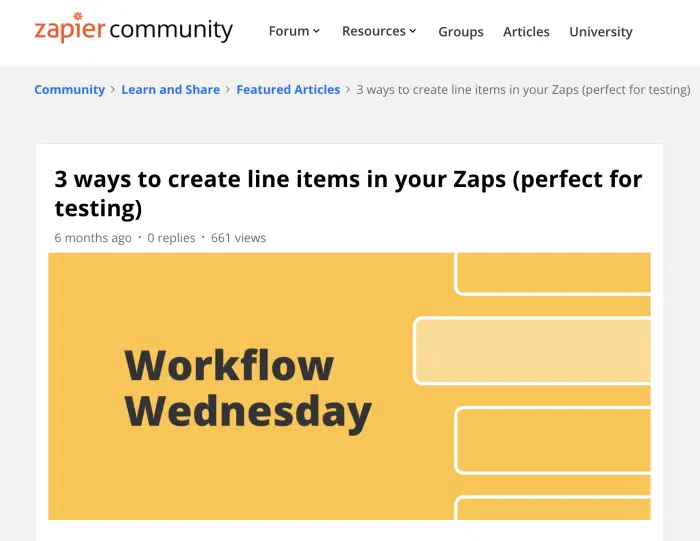 zapier community Forum Resources Groups Articles University
Community > Learn and Share > Featured Articles > 3 ways to create line items in your Zaps (perfect for testing)
3 ways to create line items in your Zaps (perfect for
testing)
6 months ago · 0 replies · 661 views
Workflow
Wednesday